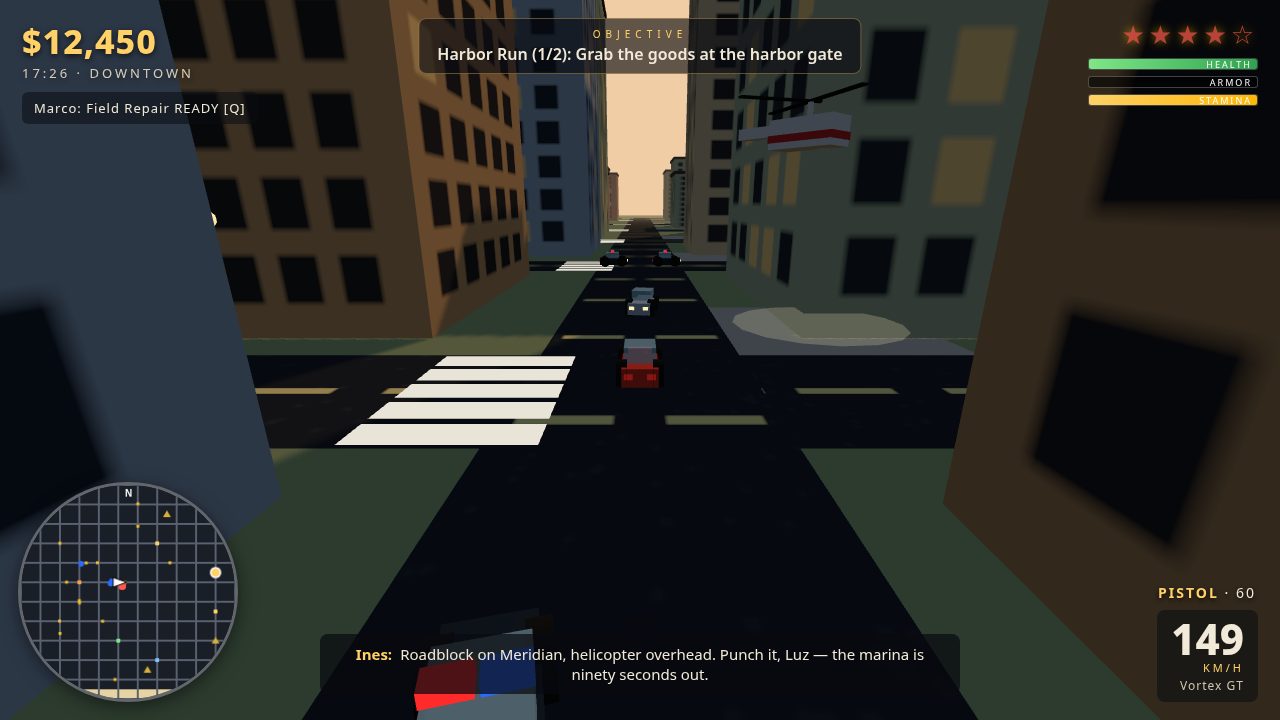 $12,450
17:26 · DOWNTOWN
Marco: Field Repair READY [Q]
OBJECTIVE
Harbor Run (1/2): Grab the goods at the harbor gate
HEALTH
ARMOR
STAMINA
N
Ines: Roadblock on Meridian, helicopter overhead. Punch it, Luz — the marina is
ninety seconds out.
PISTOL · 60
149
KM/H
Vortex GT